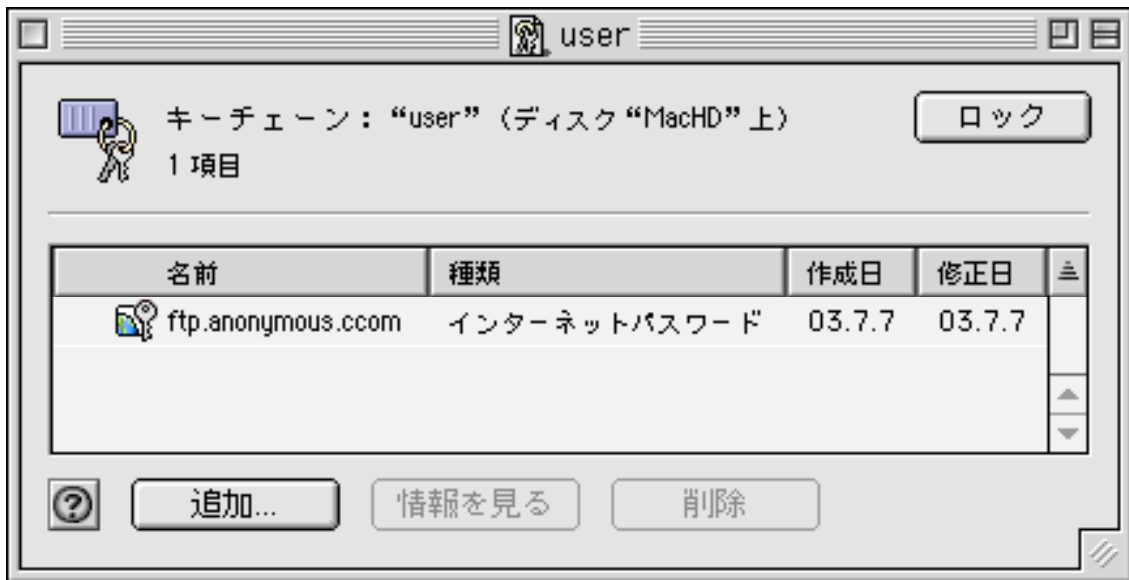 user
キーチェーン：“user”（ディスク“MacHD”上）
ロック
1 項目
名前 種類 作成日 修正日
ftp.anonymous.ccom インターネットパスワード 03.7.7 03.7.7
? 追加... 情報を見る 削除